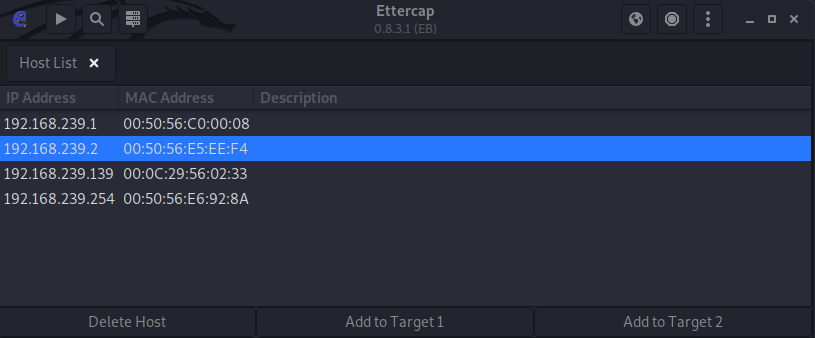 Ettercap
0.8.3.1 (EB)
Host List
IP Address MAC Address Description
192.168.239.1 00:50:56:C0:00:08
192.168.239.2 00:50:56:E5:EE:F4
192.168.239.139 00:0C:29:56:02:33
192.168.239.254 00:50:56:E6:92:8A
Delete Host Add to Target 1 Add to Target 2